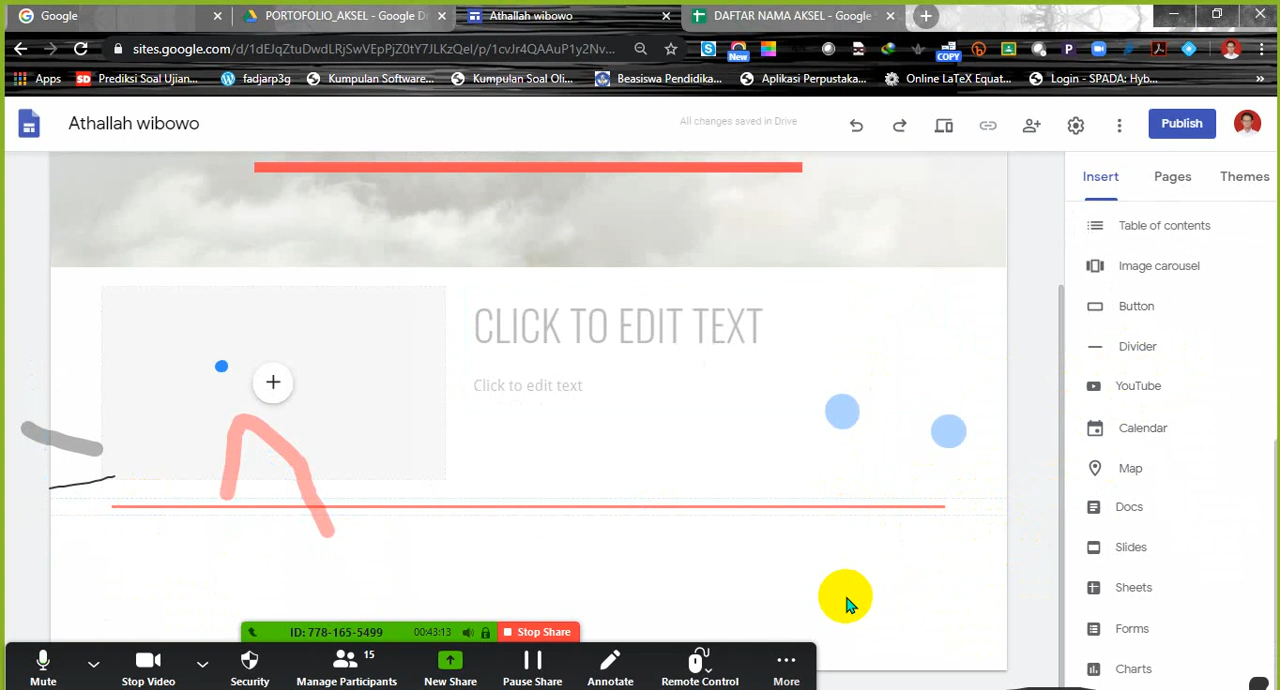 Google
PORTOFOLIO_AKSEL - Google D
Athallah wibowo
DAFTAR NAMA AKSEL - Google
sites.google.com/d/1dEJqZtuDwdLRjSwVEpPjZ0tY7JLKzQeI/p/1cvJr4QAAuP1y2Nv...
New
COPY
Apps
Prediksi Soal Ujian...
fadjarp3g
Kumpulan Software...
Kumpulan Soal Oli...
Beasiswa Pendidika...
Aplikasi Perpustaka...
Online LaTeX Equat...
Login - SPADA: Hyb...
Athallah wibowo
All changes saved in Drive
Publish
Insert
Pages
Themes
CLICK TO EDIT TEXT
Click to edit text
Table of contents
Image carousel
Button
Divider
YouTube
Calendar
Map
Docs
Slides
Sheets
Forms
Charts
ID: 778-165-5499
00:43:13
Stop Share
15
Mute
Stop Video
Security
Manage Participants
New Share
Pause Share
Annotate
Remote Control
More